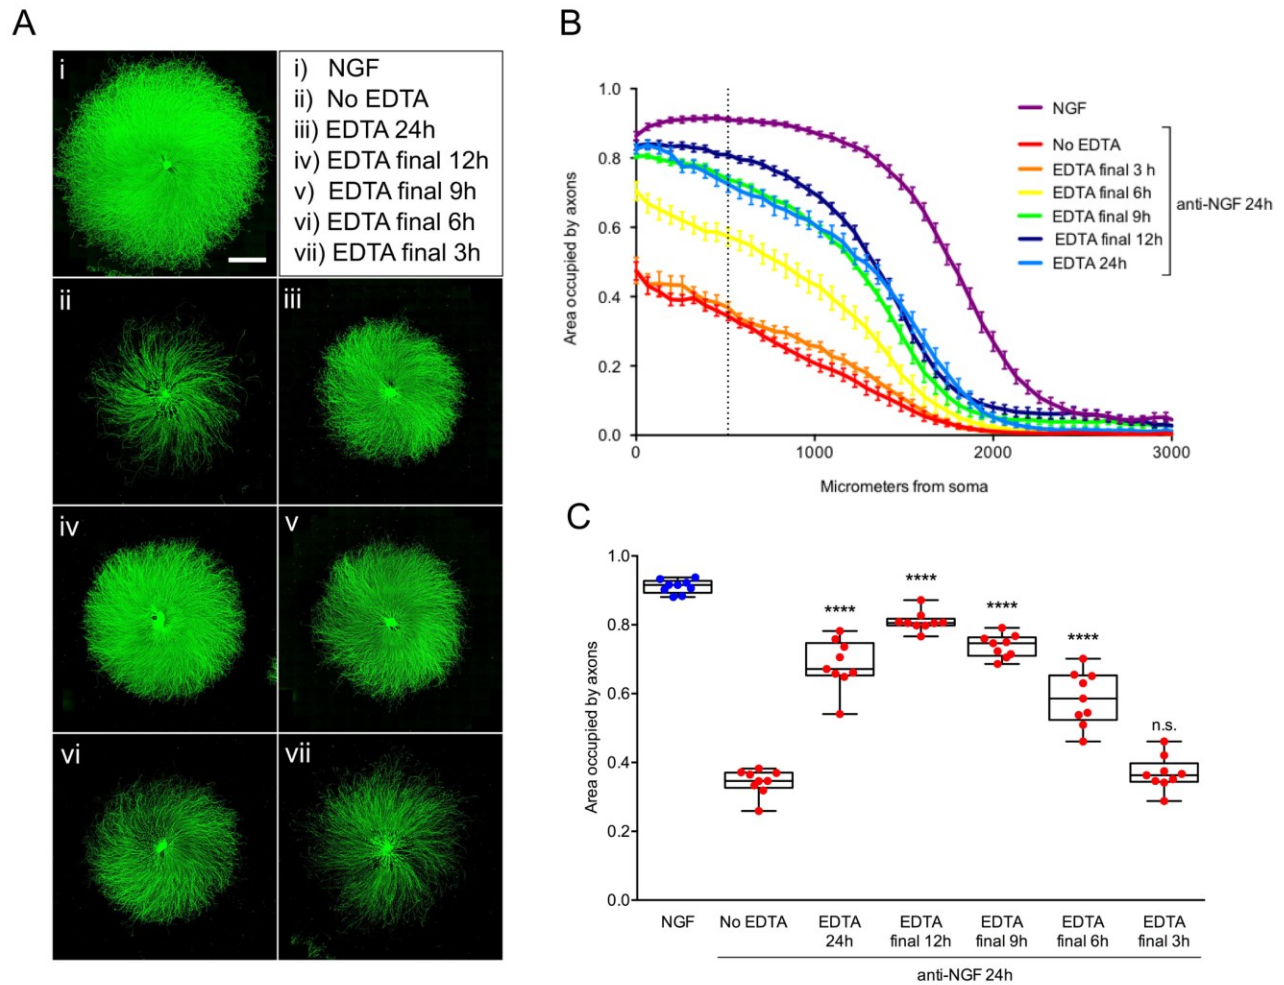 A
i
i) NGF
ii) No EDTA
iii) EDTA 24h
iv) EDTA final 12h
v) EDTA final 9h
vi) EDTA final 6h
vii) EDTA final 3h
ii
iii
iv
v
vi
vii
B
1.0
0.8
0.6
0.4
0.2
0.0
Area occupied by axons
0
1000
2000
3000
Micrometers from soma
NGF
No EDTA
EDTA final 3 h
EDTA final 6h
EDTA final 9h
EDTA final 12h
EDTA 24h
anti-NGF 24h
C
1.0
0.8
0.6
0.4
0.2
0.0
Area occupied by axons
****
****
****
****
n.s.
NGF
No EDTA
EDTA
24h
EDTA
final 12h
EDTA
final 9h
EDTA
final 6h
EDTA
final 3h
anti-NGF 24h